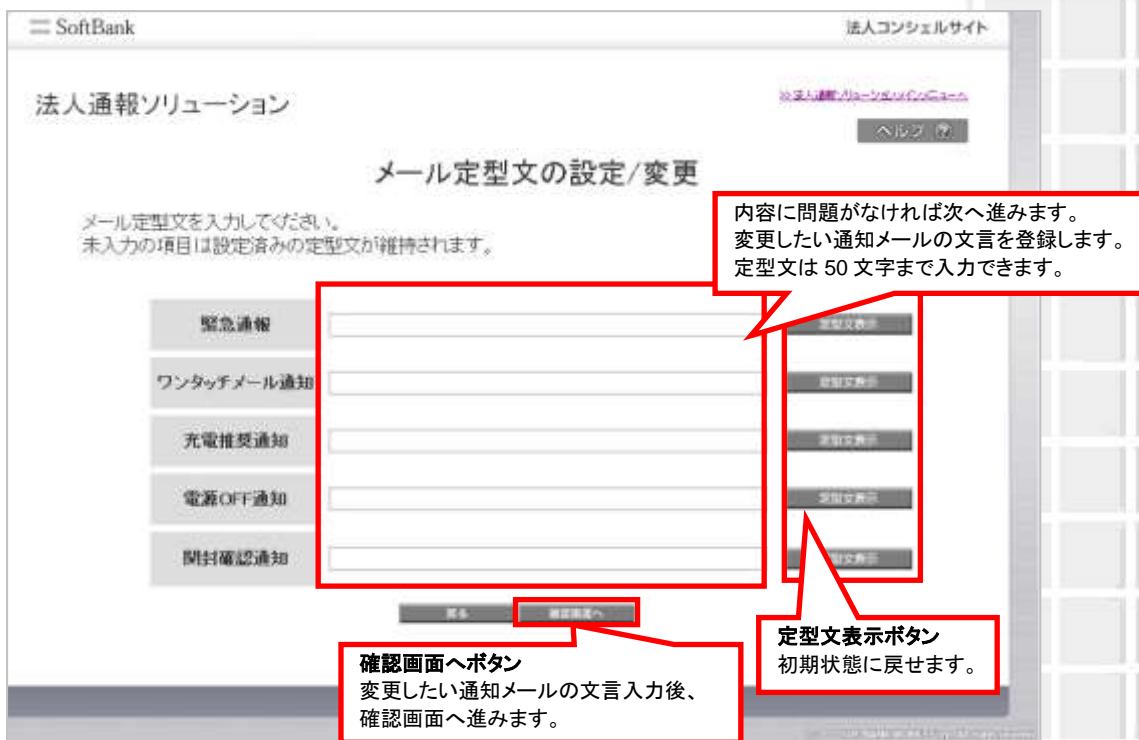 SoftBank
法人コンシェルサイト
法人通報ソリューション
ヘルプ
メール定型文の設定/変更
メール定型文を入力してください。
未入力の項目は設定済みの定型文が維持されます。
内容に問題がなければ次へ進みます。
変更したい通知メールの文言を登録します。
定型文は 50 文字まで入力できます。
緊急通報
定型文表示
ワンタッチメール通知
定型文表示
充電推奨通知
定型文表示
電源OFF通知
定型文表示
開封確認通知
定型文表示
戻る
確認画面へ
定型文表示ボタン
初期状態に戻せます。
確認画面へボタン
変更したい通知メールの文言入力後、
確認画面へ進みます。